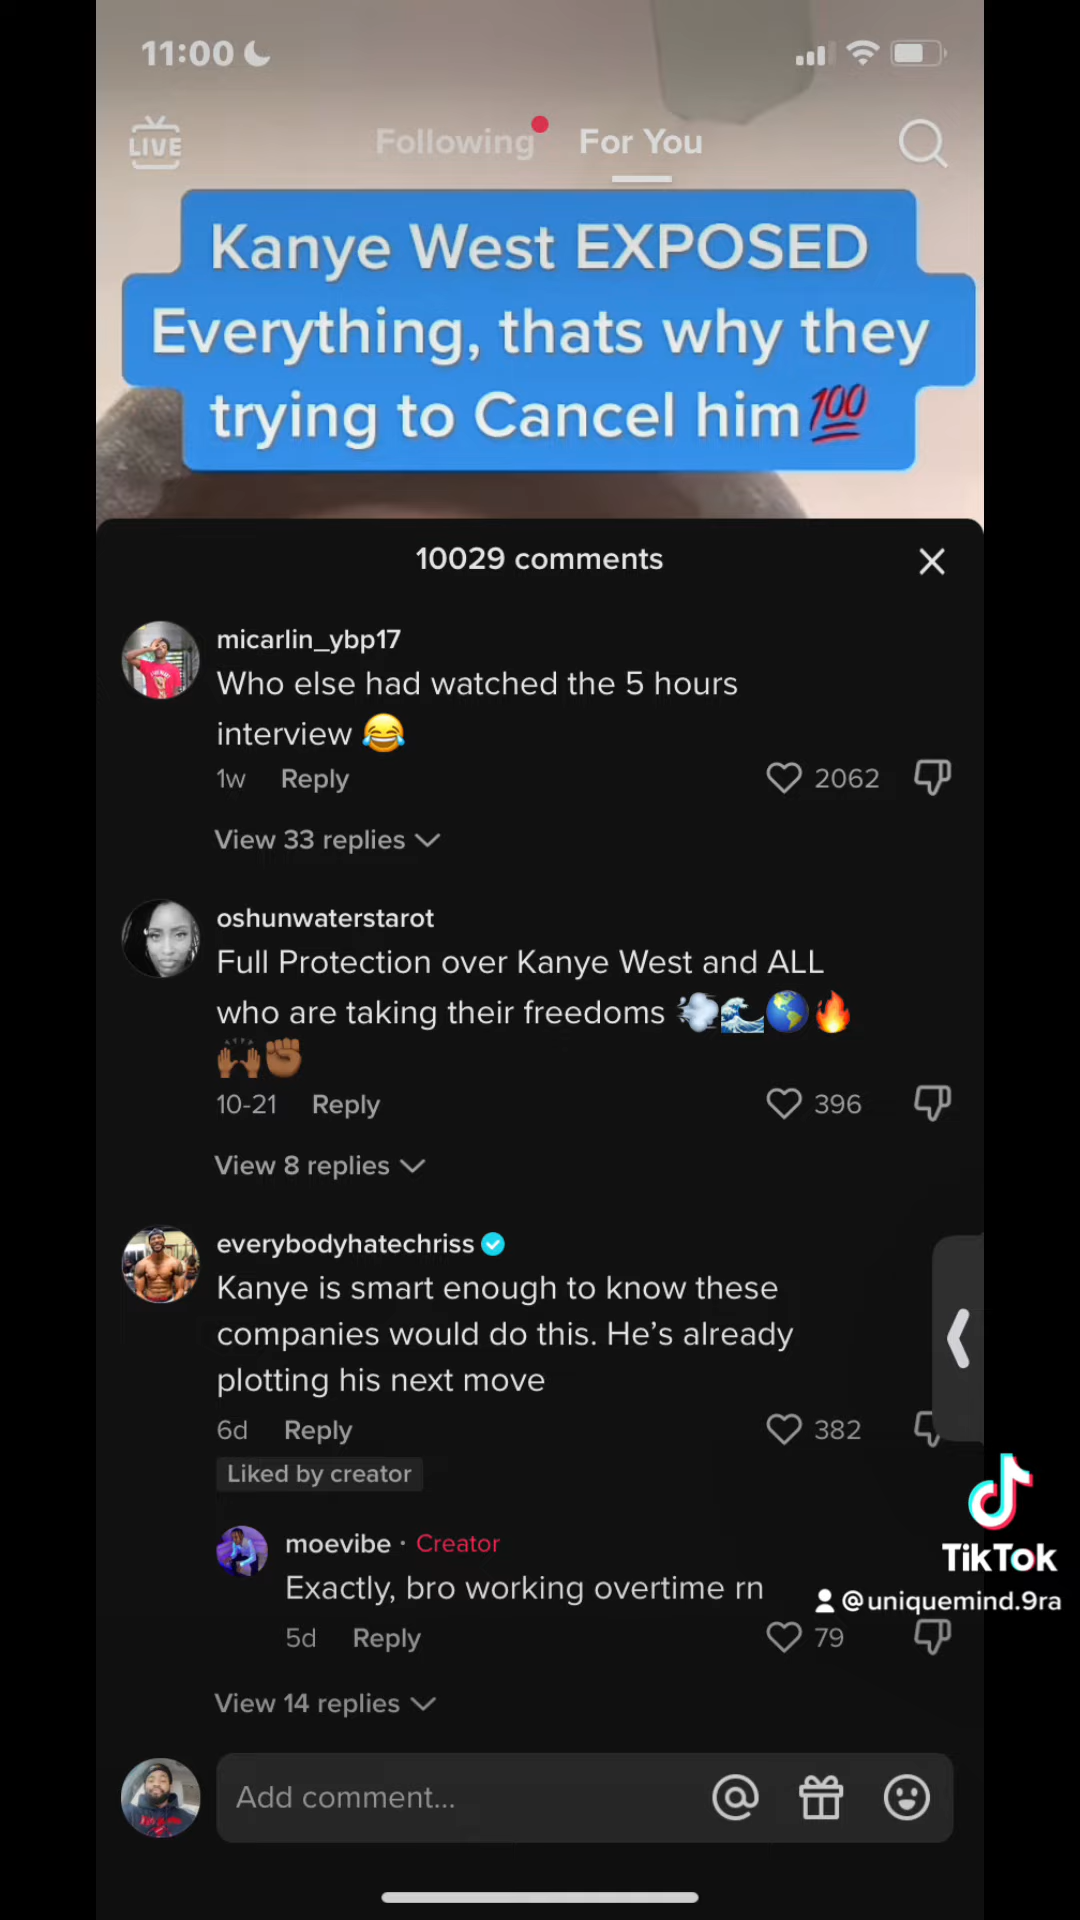 11:00
LIVE
Following
For You
Kanye West EXPOSED
Everything, thats why they
trying to Cancel him💯
10029 comments
micarlin_ybp17
Who else had watched the 5 hours
interview 😂
1w Reply 2062
View 33 replies
oshunwaterstarot
Full Protection over Kanye West and ALL
who are taking their freedoms 💨🌊🌎🔥
🙌🏾✊🏾
10-21 Reply 396
View 8 replies
everybodyhatechriss
Kanye is smart enough to know these
companies would do this. He's already
plotting his next move
6d Reply 382
Liked by creator
moevibe · Creator
Exactly, bro working overtime rn
5d Reply 79
View 14 replies
TikTok
@uniquemind.9ra
Add comment...